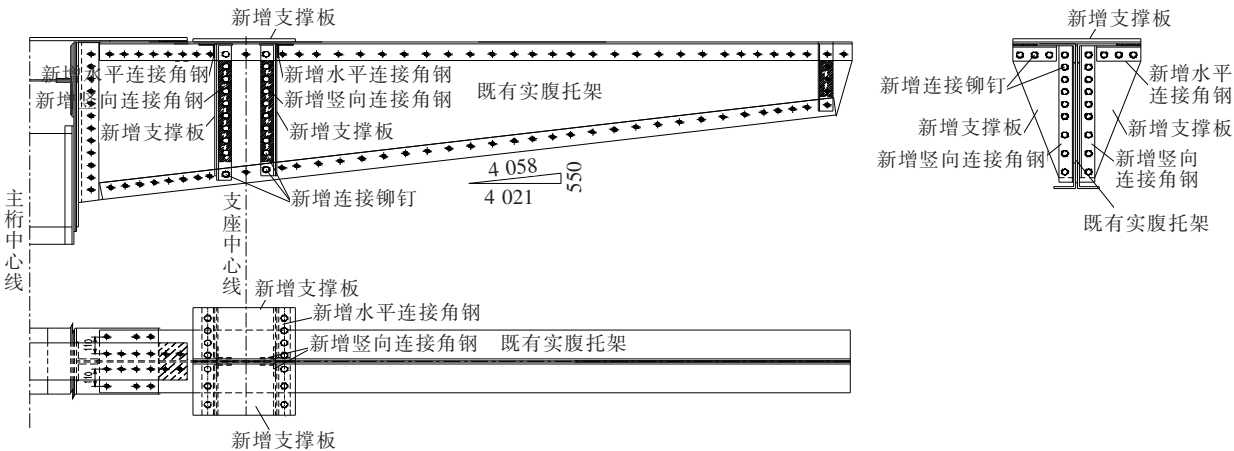 新增支撑板
新增水平连接角钢
新增水平连接角钢
新增竖向连接角钢
新增竖向连接角钢
新增支撑板
新增支撑板
既有实腹托架
4 058
4 021
550
新增连接铆钉
主桁中心线
支座中心线
新增支撑板
新增水平连接角钢
新增竖向连接角钢
既有实腹托架
110
110
新增支撑板
新增支撑板
新增连接铆钉
新增水平
连接角钢
新增支撑板
新增支撑板
新增竖向连接角钢
新增竖向
连接角钢
既有实腹托架